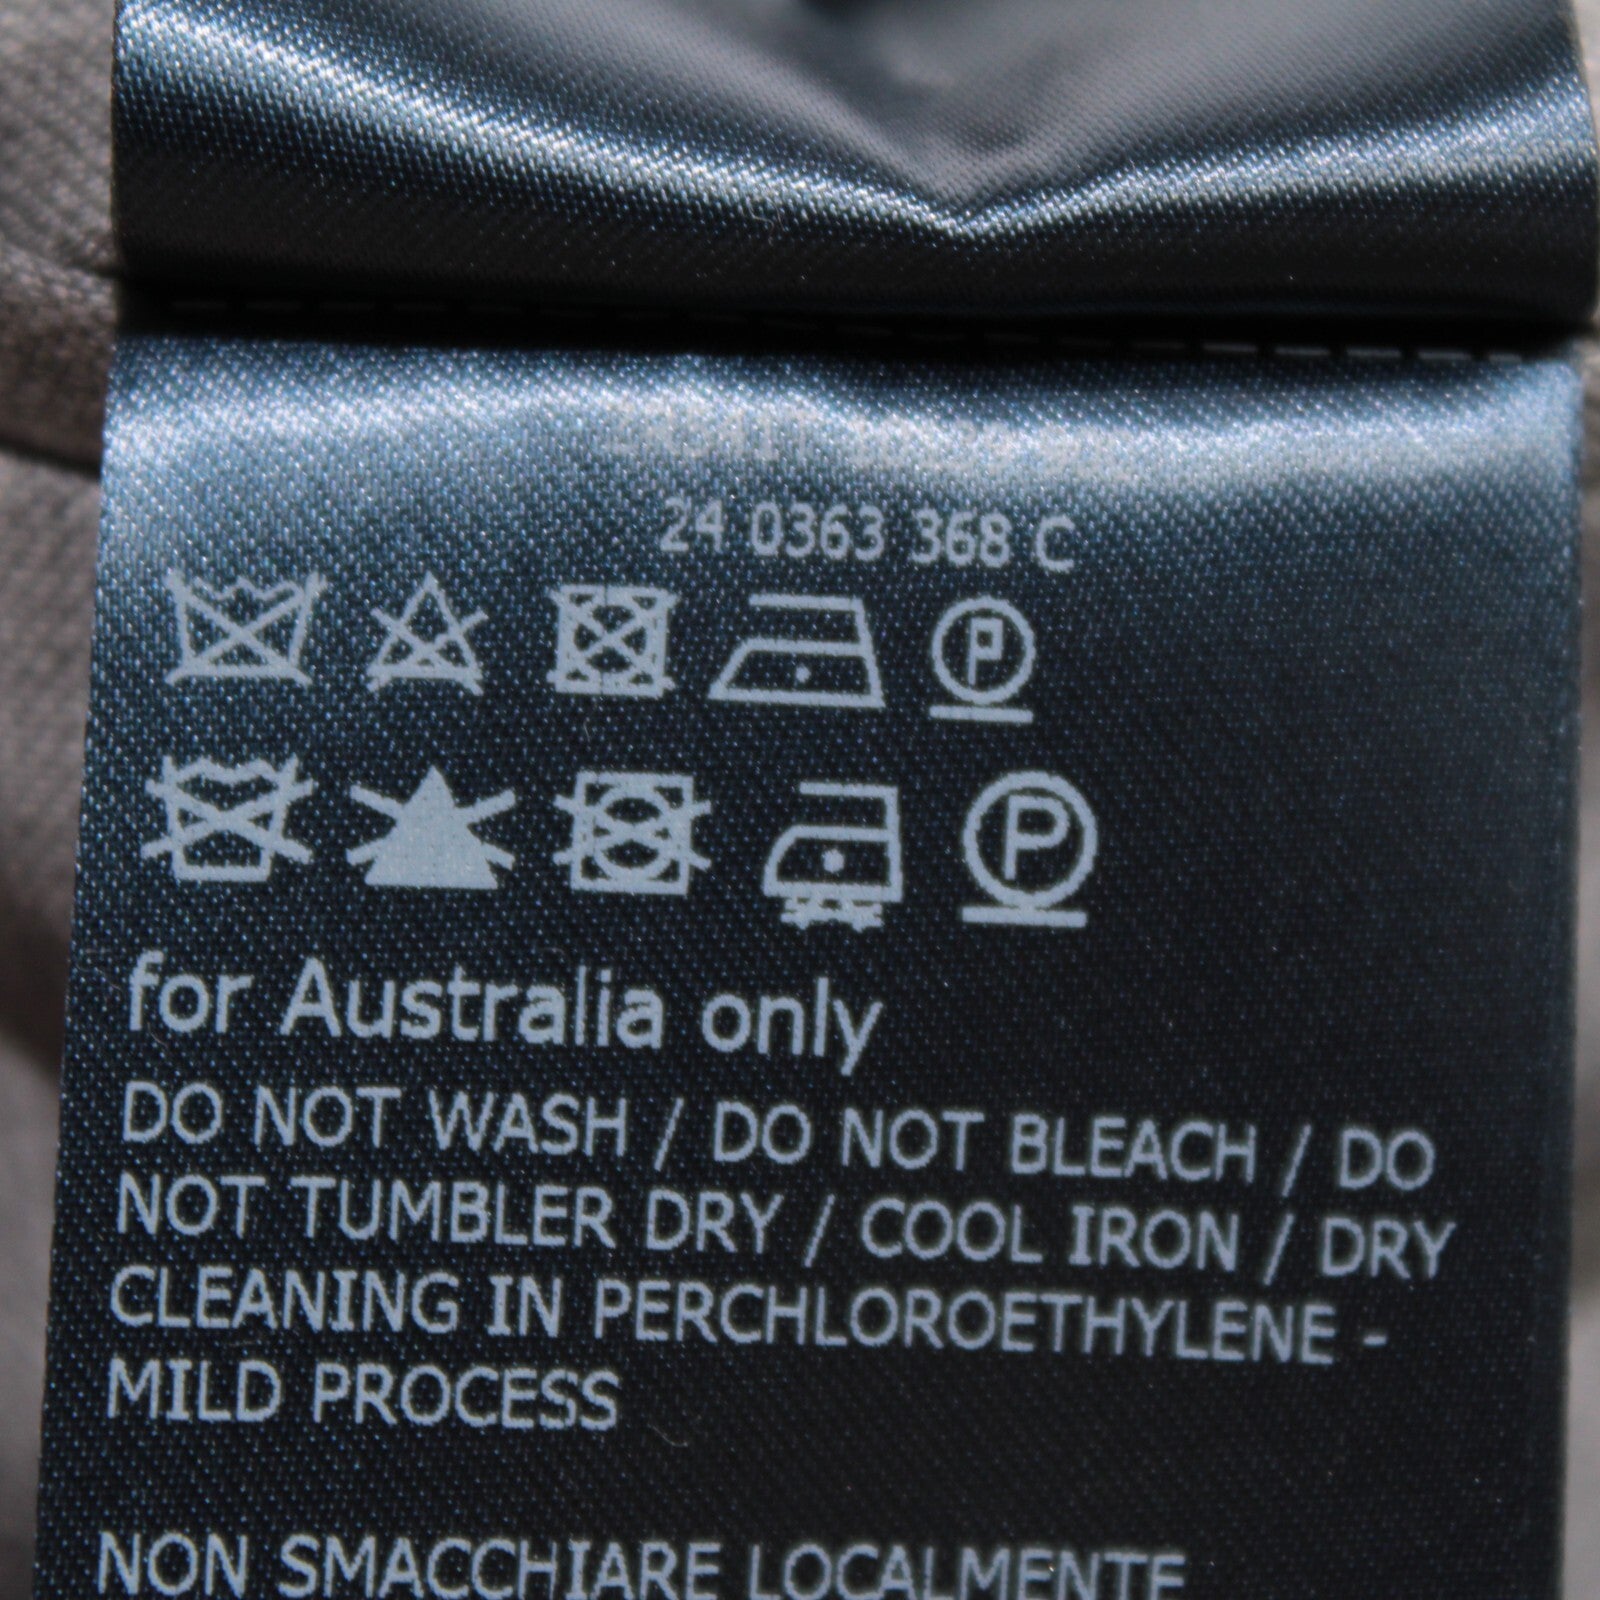 24 0363 368 C
P
P
for Australia only
DO NOT WASH / DO NOT BLEACH / DO
NOT TUMBLER DRY / COOL IRON / DRY
CLEANING IN PERCHLOROETHYLENE -
MILD PROCESS
NON SMACCHIARE LOCALMENTE